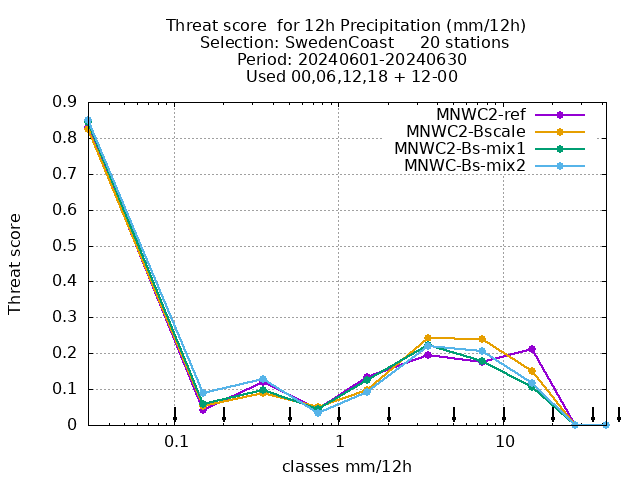 Threat score  for 12h Precipitation (mm/12h)
Selection: SwedenCoast     20 stations
Period: 20240601-20240630
Used 00,06,12,18 + 12-00
MNWC2-ref
MNWC2-Bscale
MNWC2-Bs-mix1
MNWC-Bs-mix2
Threat score
0.9
0.8
0.7
0.6
0.5
0.4
0.3
0.2
0.1
0
0.1 1 10
classes mm/12h